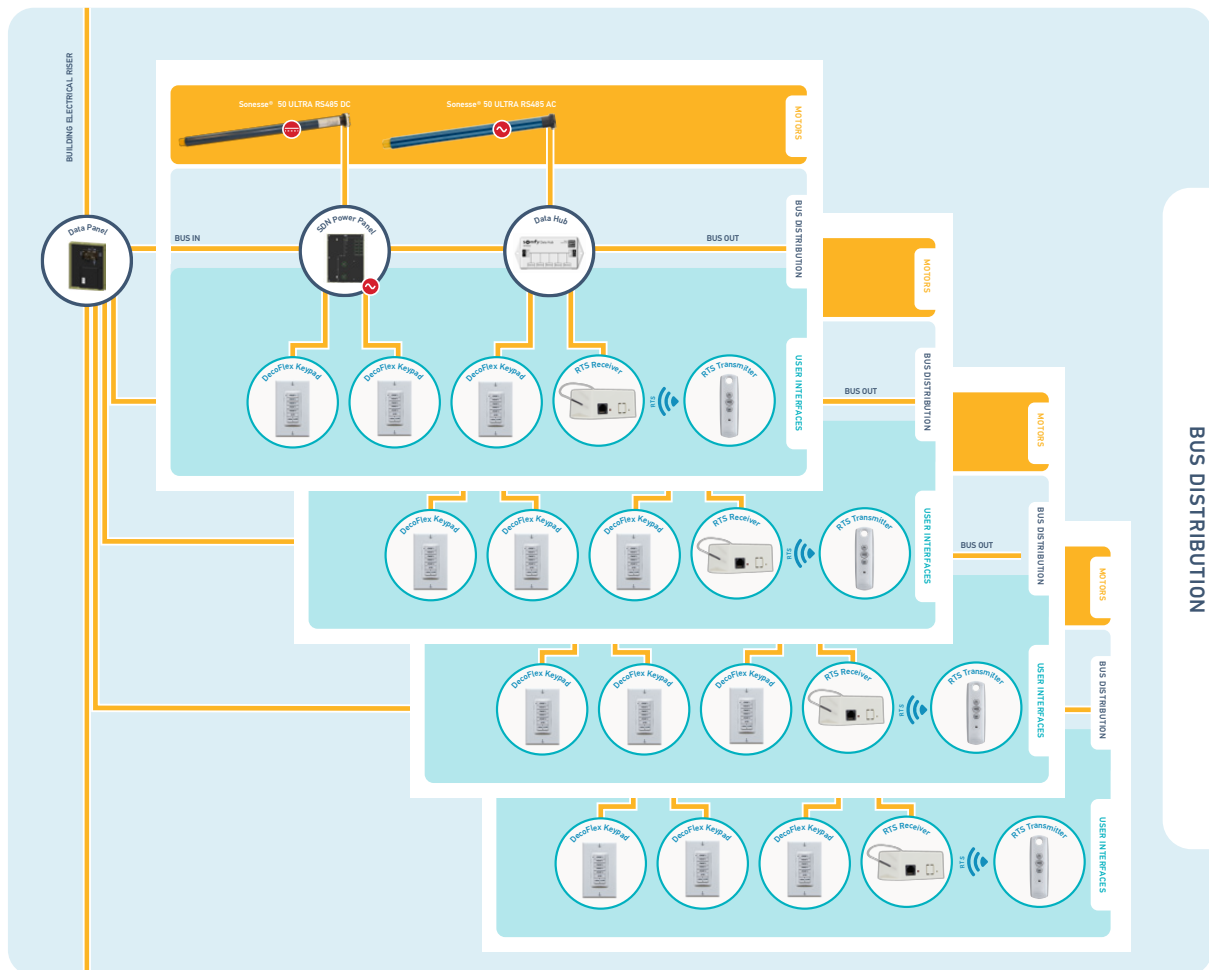 BUILDING ELECTRICAL RISER
Sonesse® 50 ULTRA RS485 DC
Sonesse® 50 ULTRA RS485 AC
MOTORS
Data Panel
BUS IN
SDN Power Panel
Data Hub
somfy
BUS OUT
BUS DISTRIBUTION
DecoFlex Keypad
DecoFlex Keypad
DecoFlex Keypad
RTS Receiver
RTS
RTS Transmitter
USER INTERFACES
MOTORS
BUS OUT
BUS DISTRIBUTION
DecoFlex Keypad
DecoFlex Keypad
DecoFlex Keypad
RTS Receiver
RTS
RTS Transmitter
USER INTERFACES
MOTORS
BUS OUT
BUS DISTRIBUTION
DecoFlex Keypad
DecoFlex Keypad
DecoFlex Keypad
RTS Receiver
RTS
RTS Transmitter
USER INTERFACES
MOTORS
BUS DISTRIBUTION
DecoFlex Keypad
DecoFlex Keypad
DecoFlex Keypad
RTS Receiver
RTS
RTS Transmitter
USER INTERFACES
BUS DISTRIBUTION